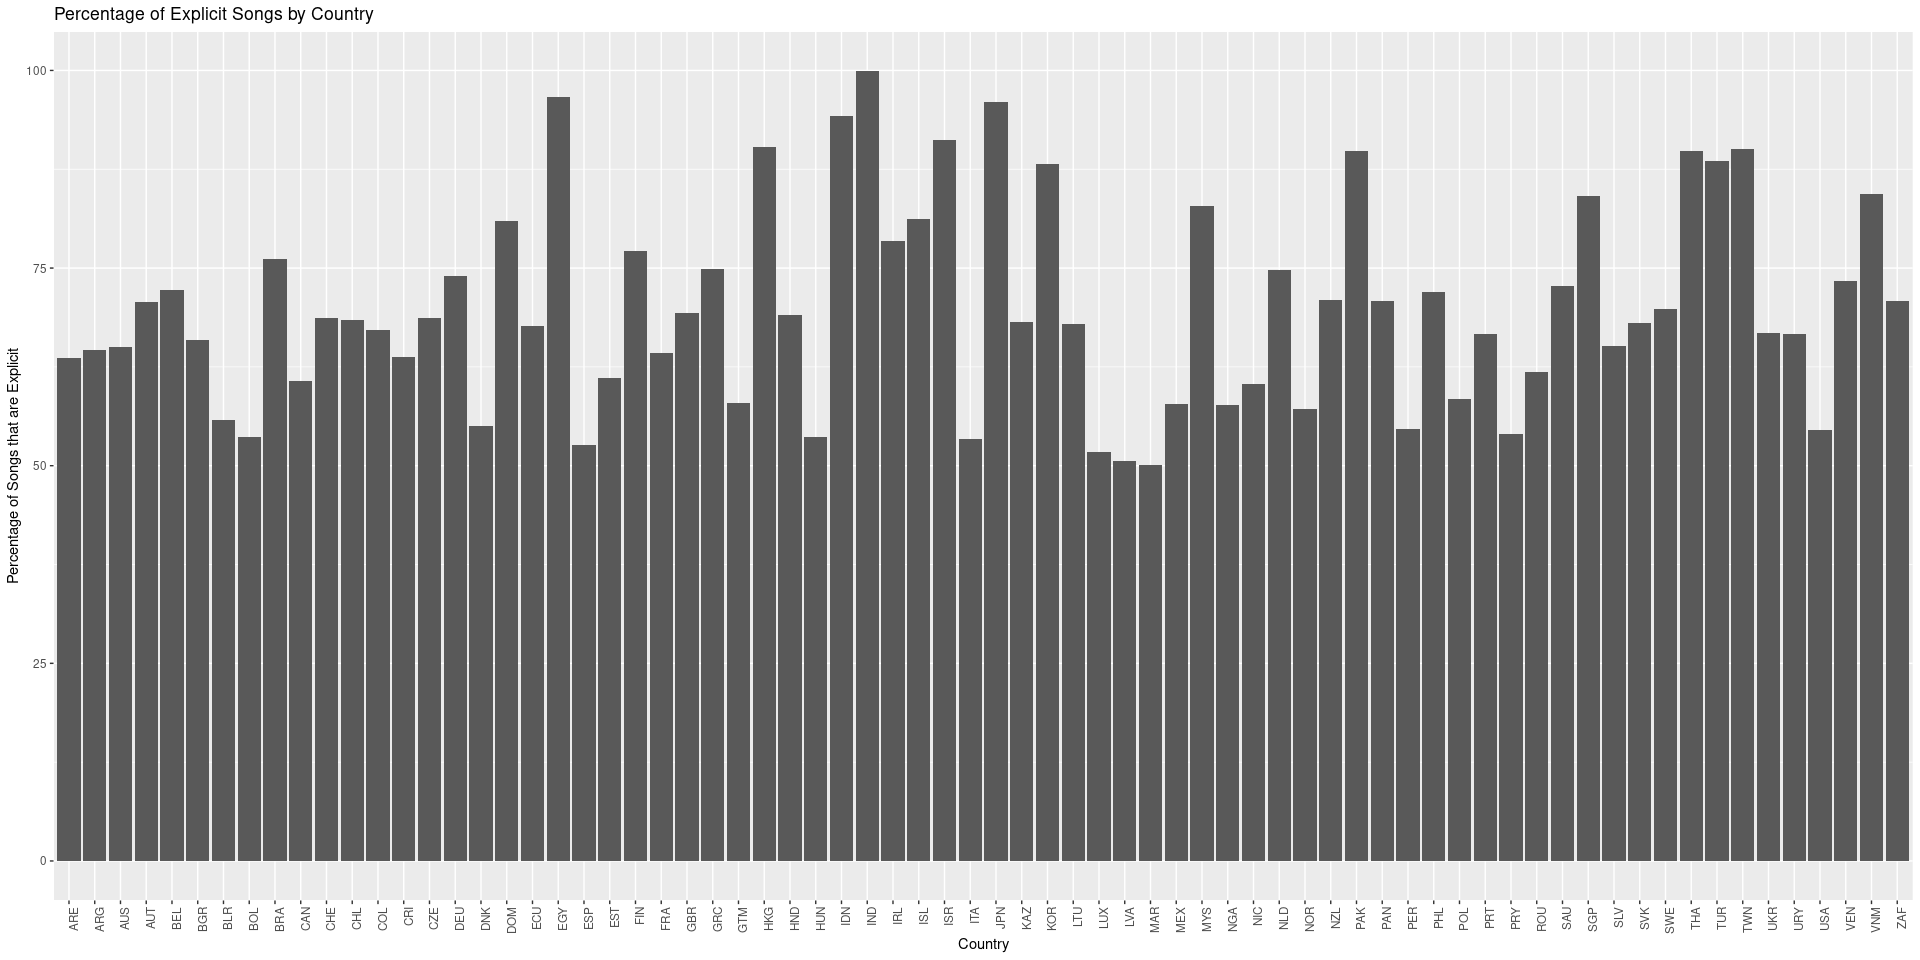 Percentage of Explicit Songs by Country
Percentage of Songs that are Explicit
100
75
50
25
0
ARE ARG AUS AUT BEL BGR BLR BOL BRA CAN CHE CHL COL CRI CZE DEU DNK DOM ECU EGY ESP EST FIN FRA GBR GRC GTM HKG HND HUN IDN IND IRL ISL ISR ITA JPN KAZ KOR LTU LUX LVA MAR MEX MYS NGA NIC NLD NOR NZL PAK PAN PER PHL POL PRT PRY ROU SAU SGP SLV SVK SWE THA TUR TWN UKR URY USA VEN VNM ZAF
Country